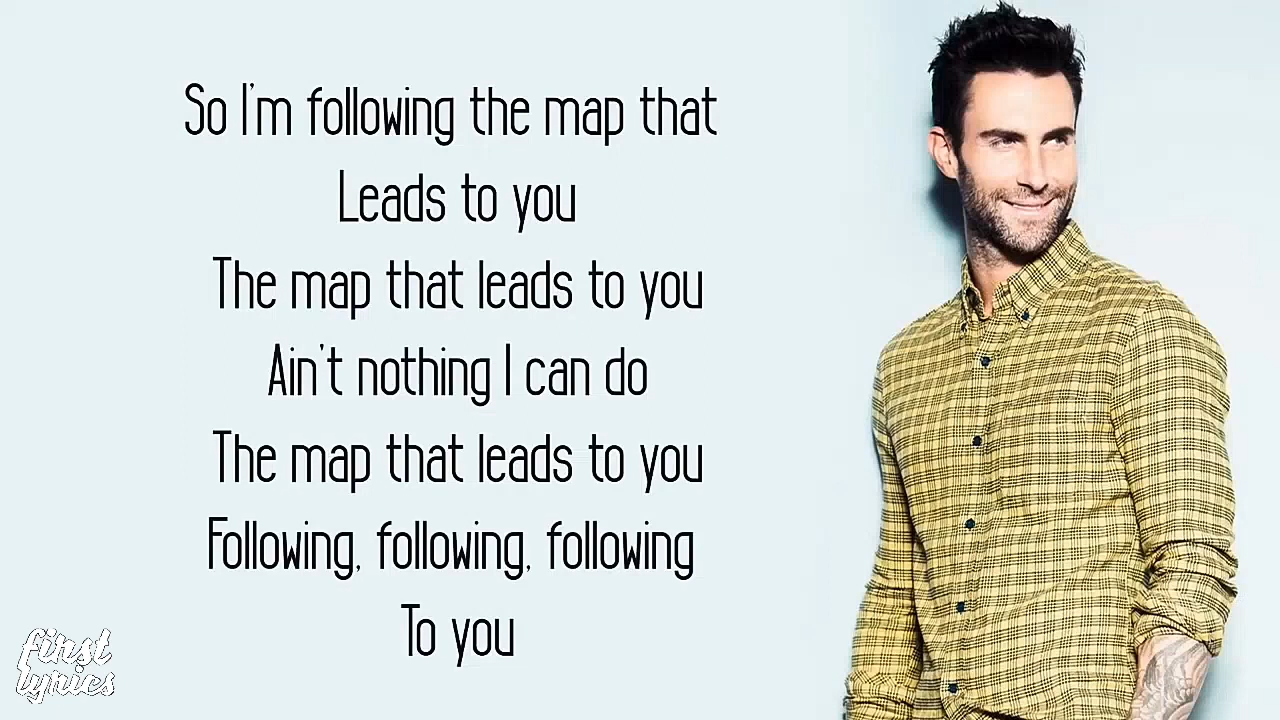 So I'm following the map that
Leads to you
The map that leads to you
Ain't nothing I can do
The map that leads to you
Following, following, following
To you
first
lyrics